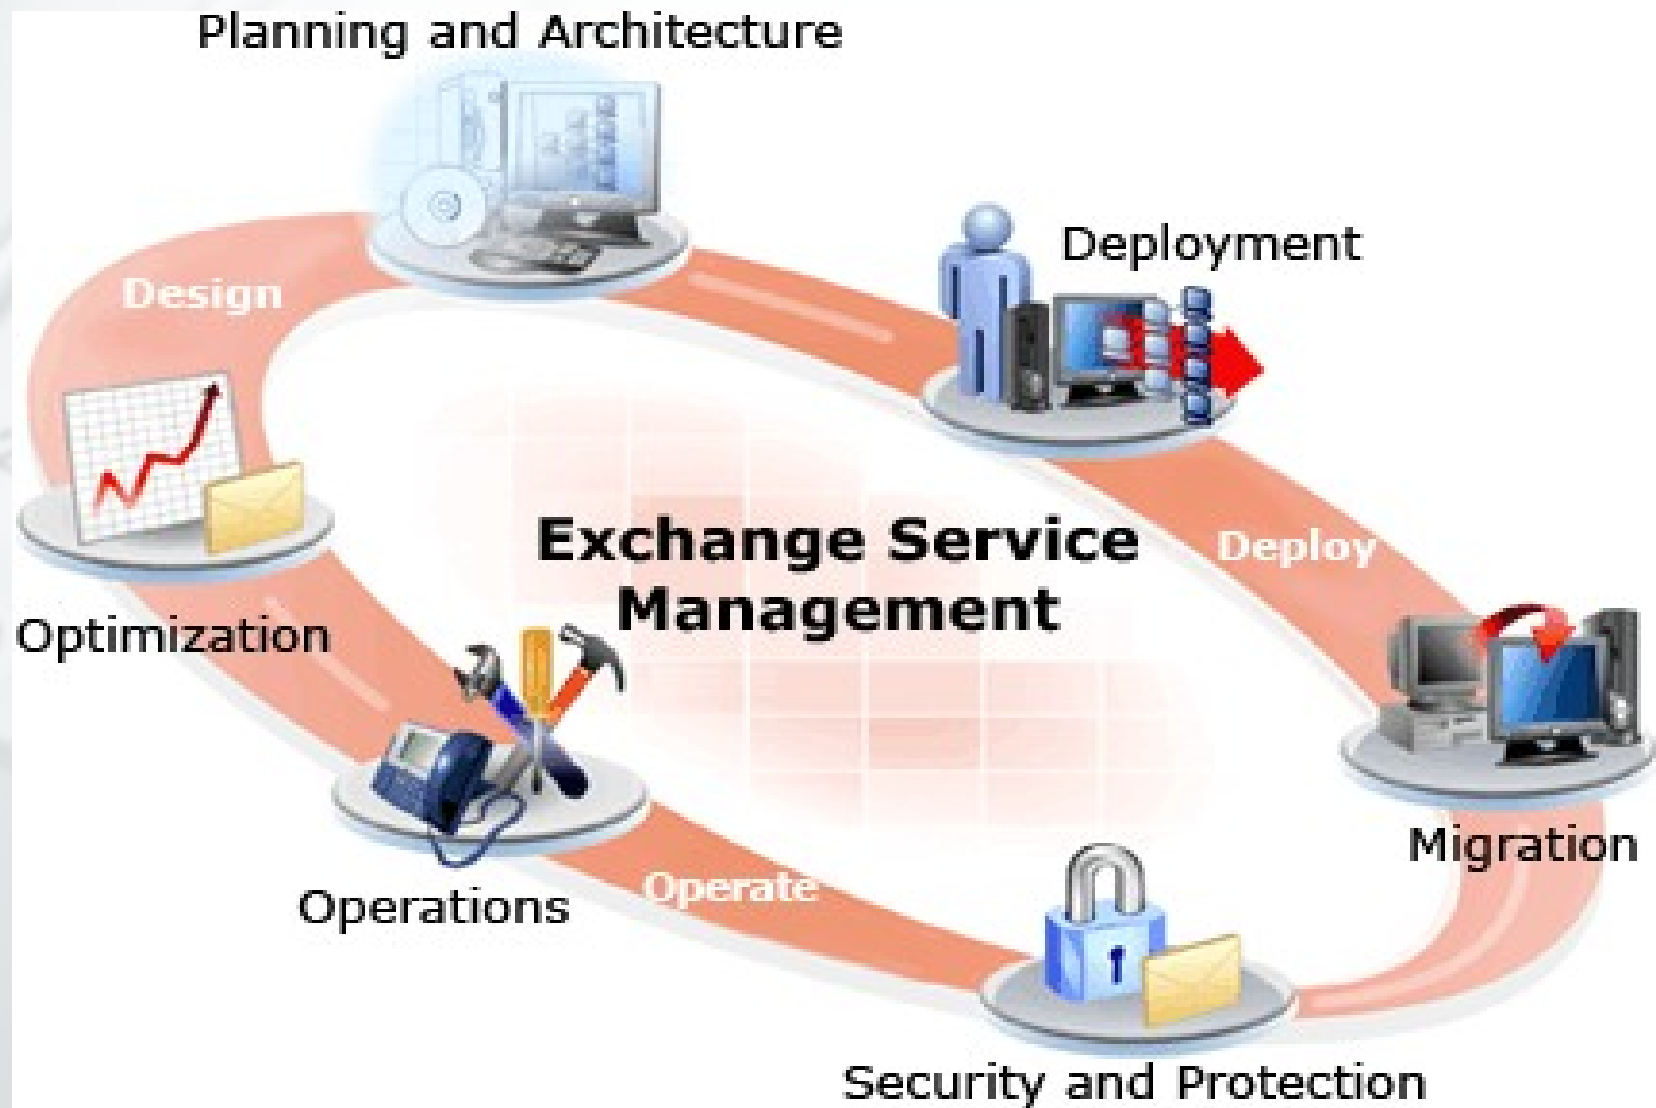 Planning and Architecture
Deployment
Design
Exchange Service
Management
Deploy
Optimization
Migration
Operate
Operations
Security and Protection